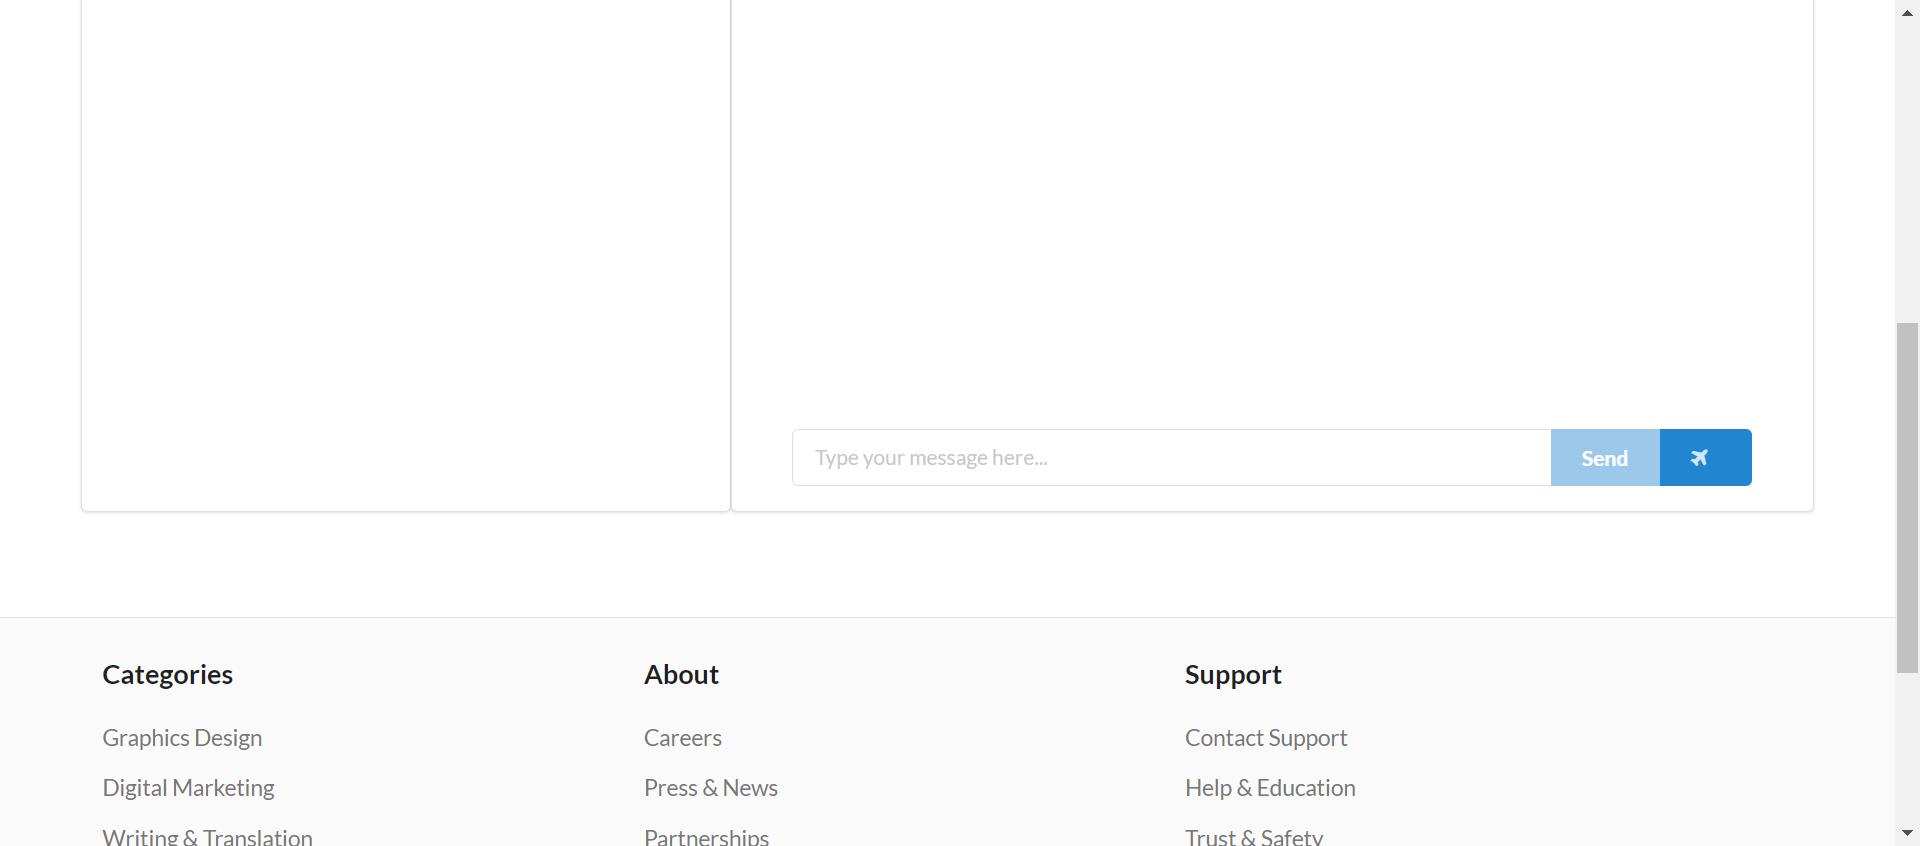 Type your message here...
Send
Categories
About
Support
Graphics Design
Careers
Contact Support
Digital Marketing
Press & News
Help & Education
Writing & Translation
Partnerships
Trust & Safety